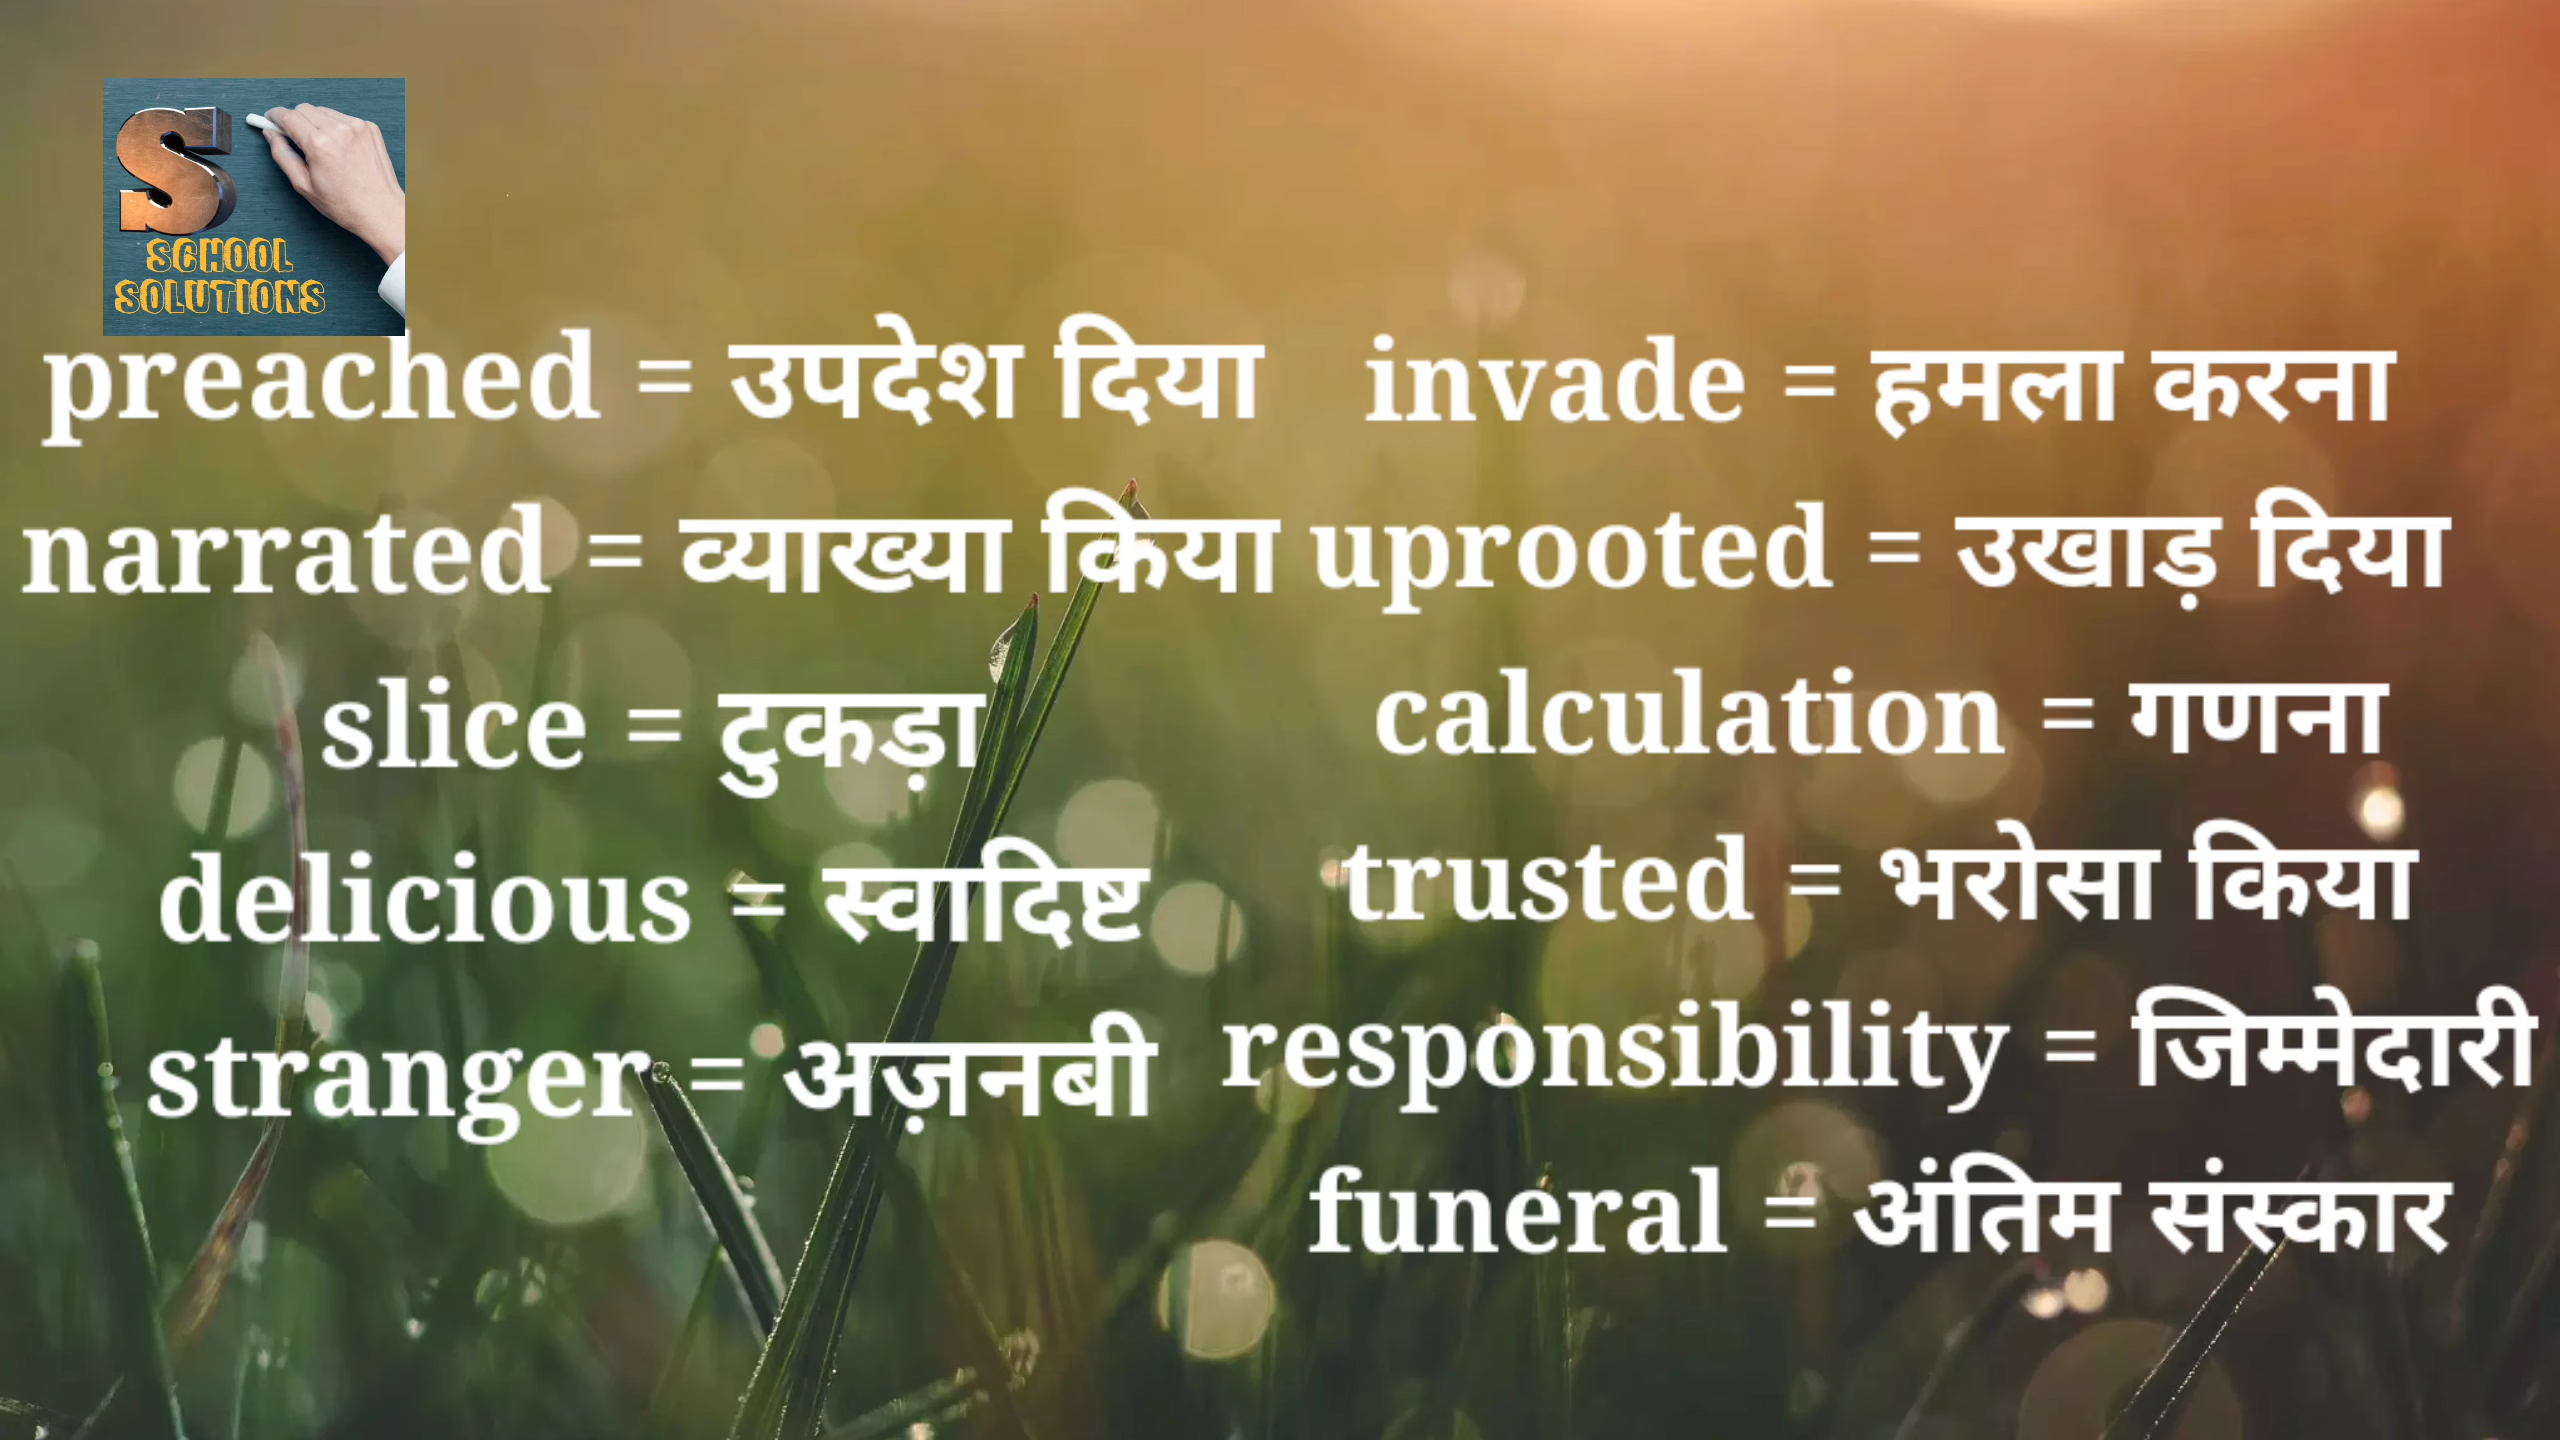 S
SCHOOL
SOLUTIONS
preached = उपदेश दिया
narrated = व्याख्या किया
slice = टुकड़ा
delicious = स्वादिष्ट
stranger = अज़नबी
invade = हमला करना
uprooted = उखाड़ दिया
calculation = गणना
trusted = भरोसा किया
responsibility = जिम्मेदारी
funeral = अंतिम संस्कार